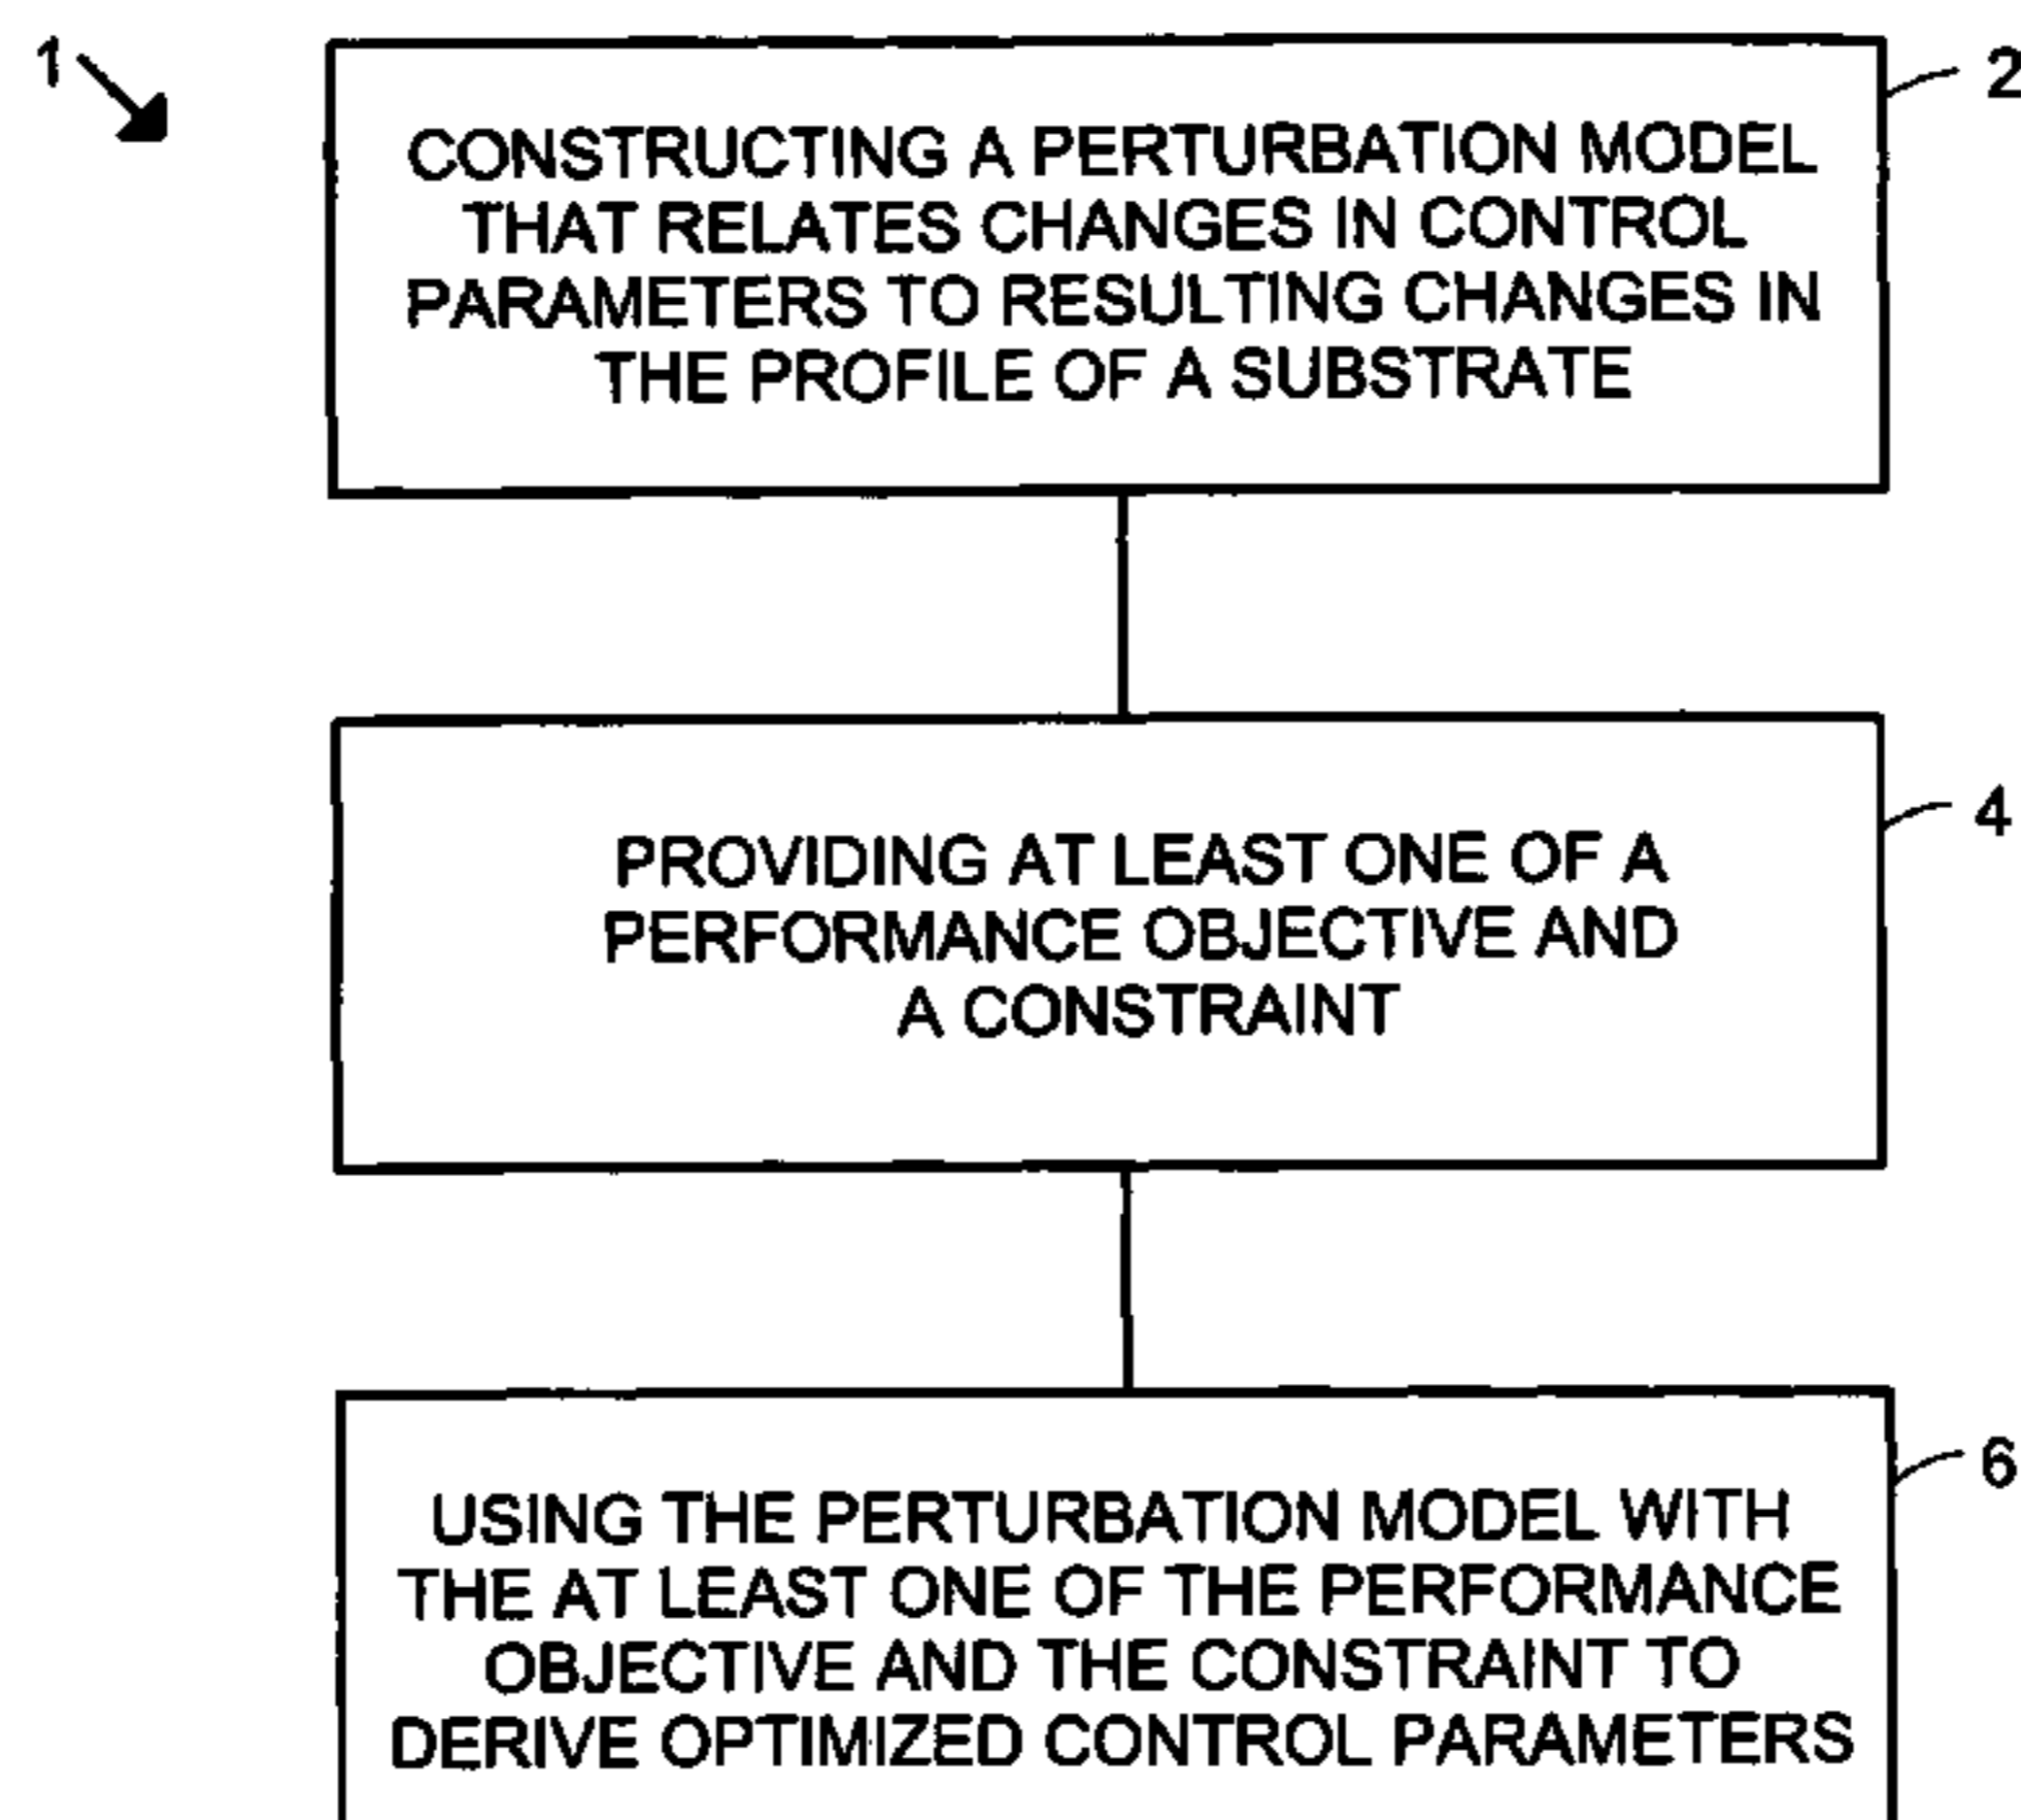 1
2
CONSTRUCTING A PERTURBATION MODEL
THAT RELATES CHANGES IN CONTROL
PARAMETERS TO RESULTING CHANGES IN
THE PROFILE OF A SUBSTRATE
4
PROVIDING AT LEAST ONE OF A
PERFORMANCE OBJECTIVE AND
A CONSTRAINT
6
USING THE PERTURBATION MODEL WITH
THE AT LEAST ONE OF THE PERFORMANCE
OBJECTIVE AND THE CONSTRAINT TO
DERIVE OPTIMIZED CONTROL PARAMETERS